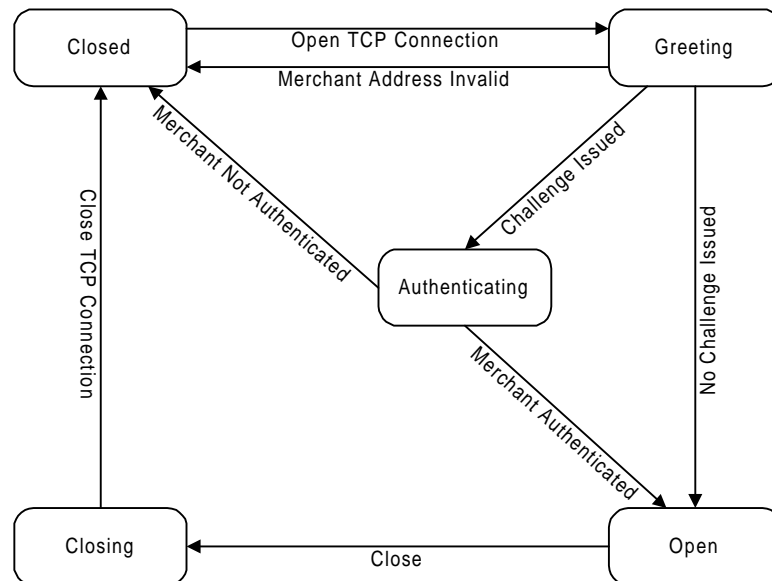 Closed
Open TCP Connection
Greeting
Merchant Address Invalid
Merchant Not Authenticated
Challenge Issued
Close TCP Connection
Authenticating
No Challenge Issued
Merchant Authenticated
Closing
Close
Open